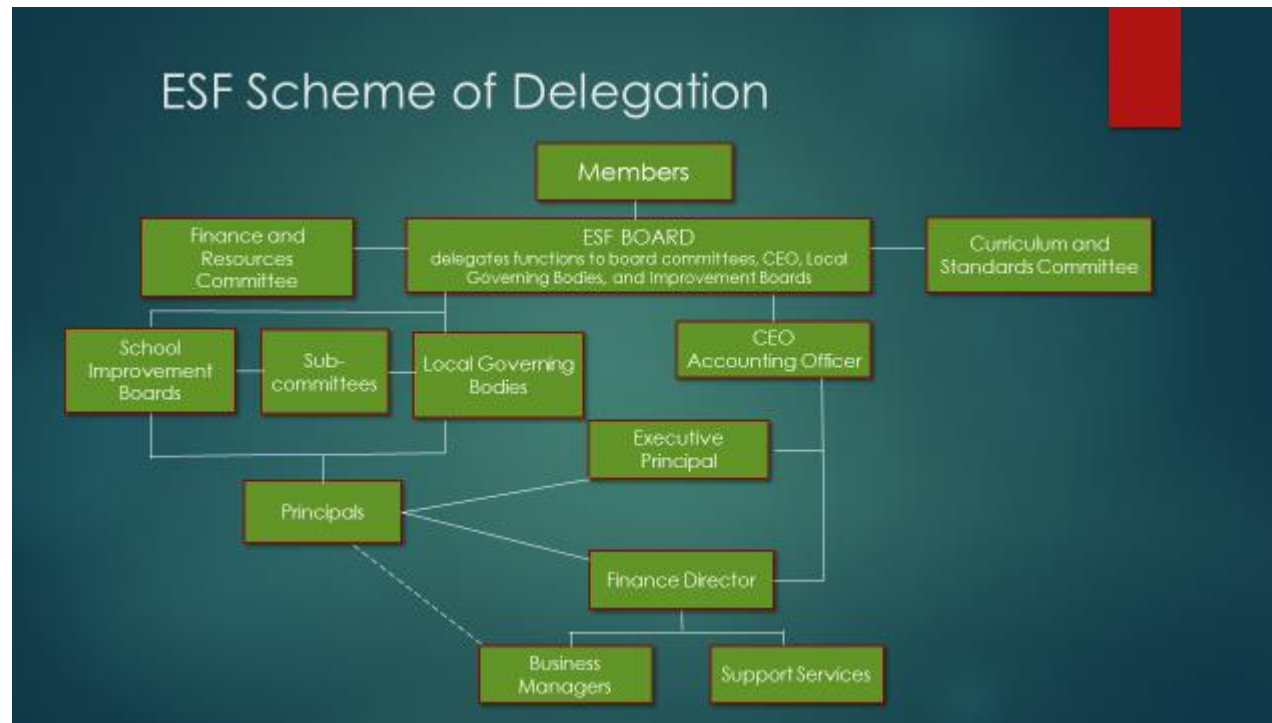 ESF Scheme of Delegation
Members
Finance and
Resources
Committee
ESF BOARD
delegates functions to board committees, CEO, Local
Governing Bodies, and Improvement Boards
Curriculum and
Standards Committee
School
Improvement
Boards
Sub-
committees
Local Governing
Bodies
CEO
Accounting Officer
Executive
Principal
Principals
Finance Director
Business
Managers
Support Services